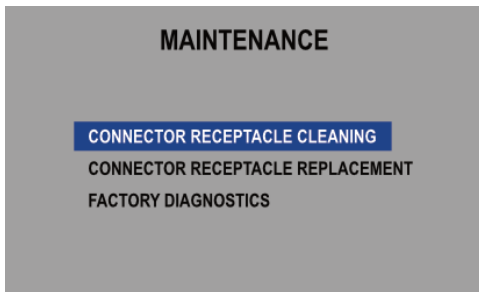 MAINTENANCE
CONNECTOR RECEPTACLE CLEANING
CONNECTOR RECEPTACLE REPLACEMENT
FACTORY DIAGNOSTICS